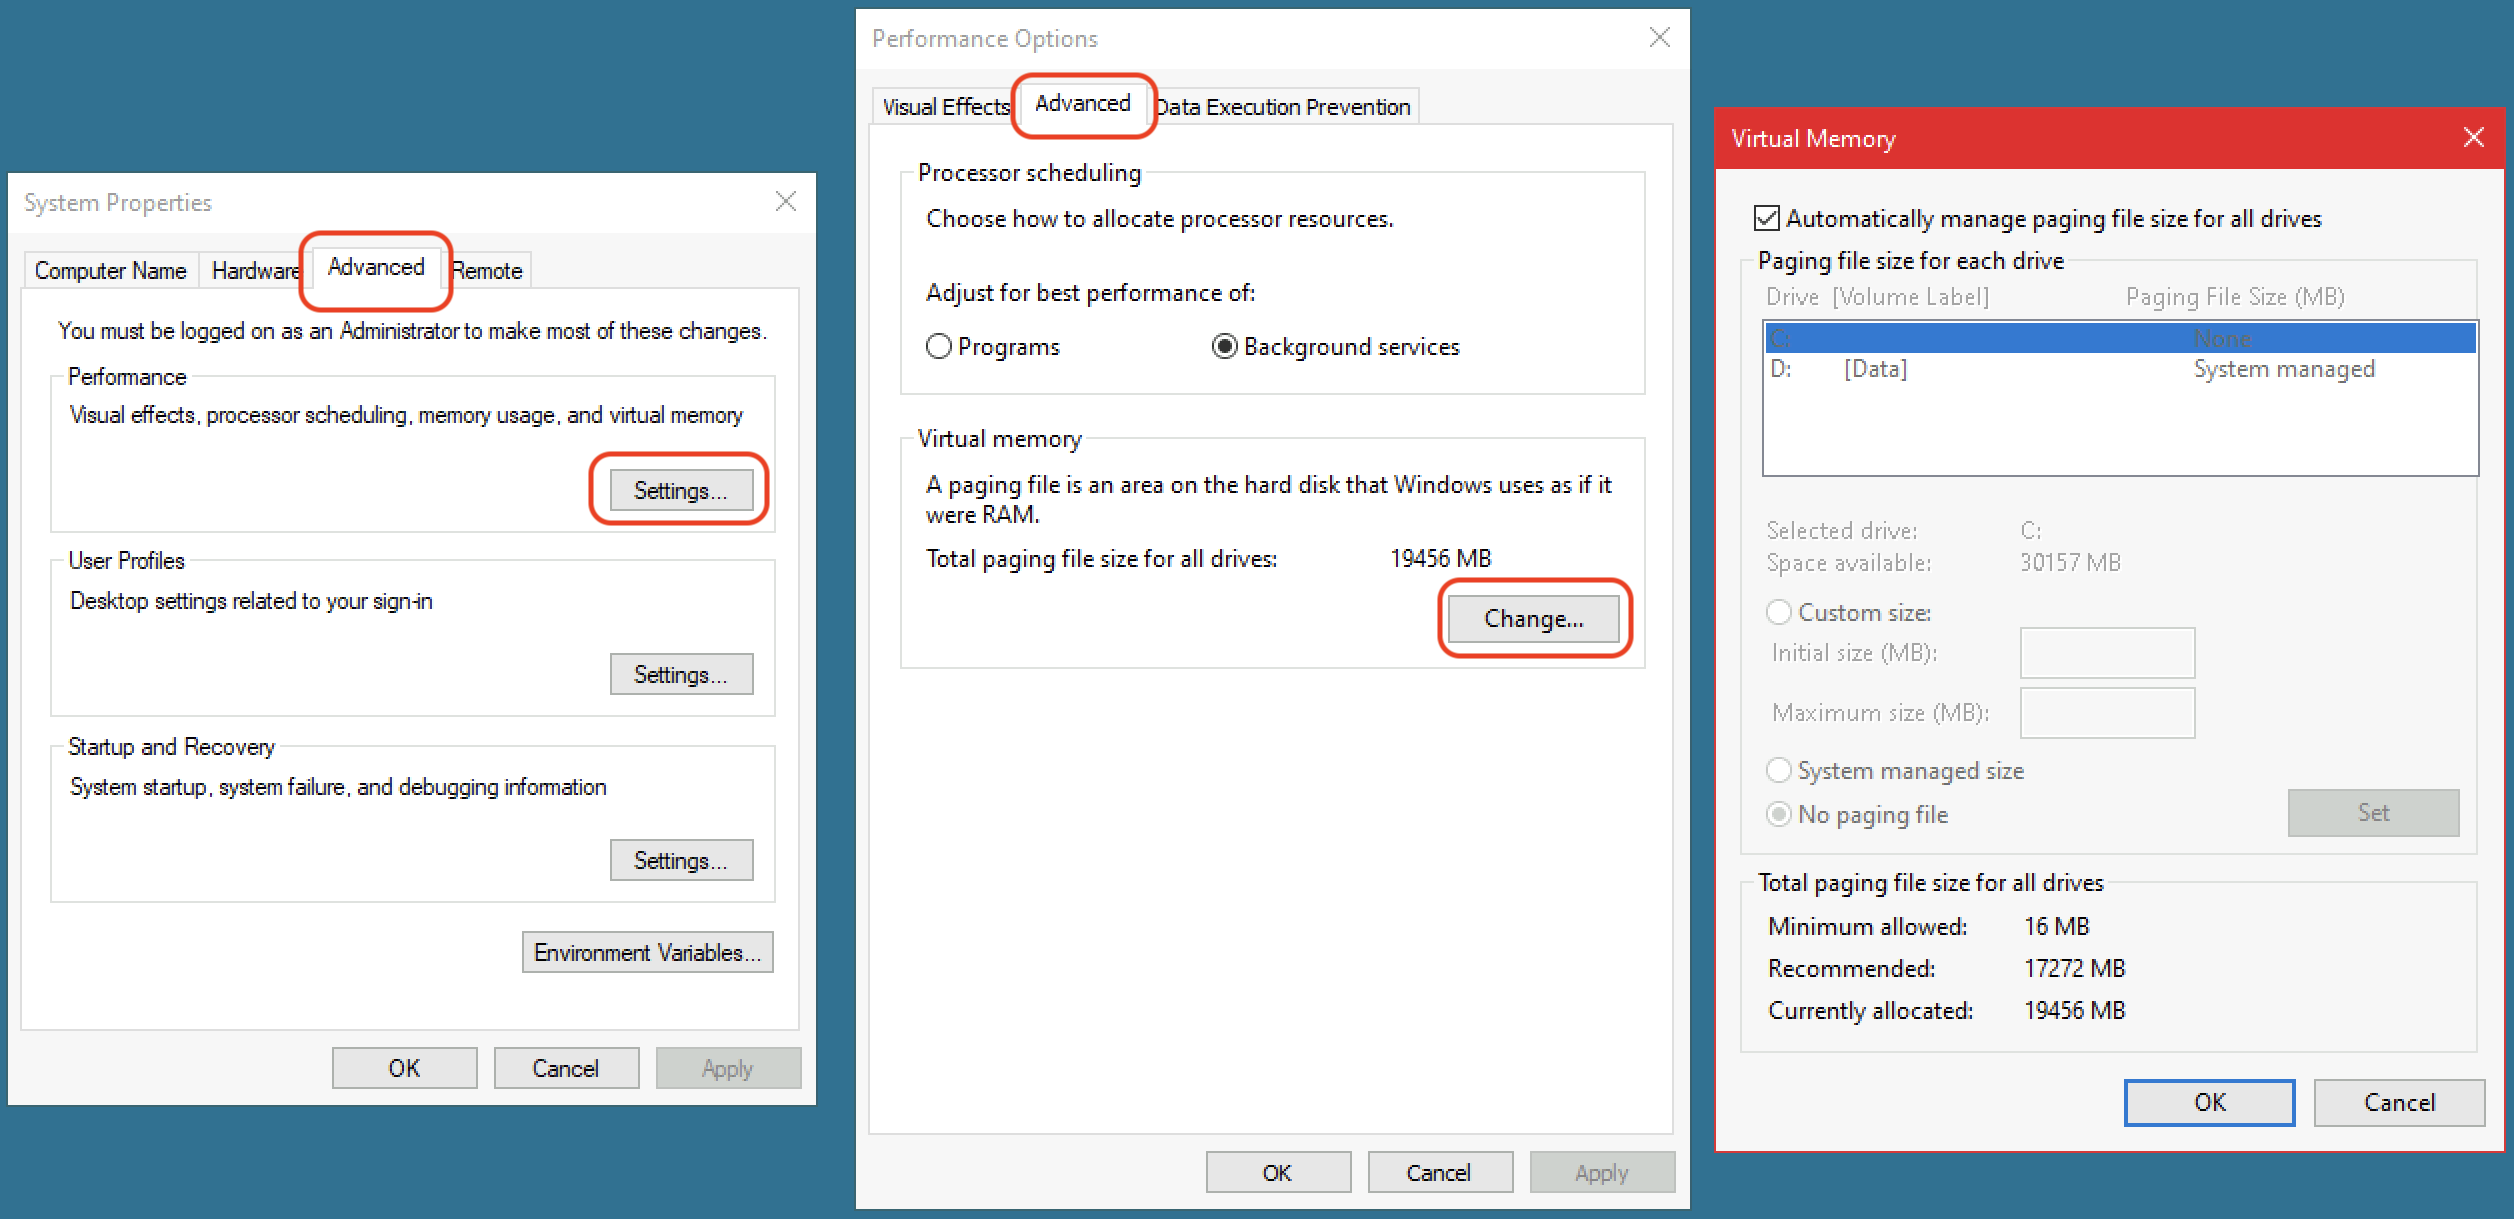 System Properties
Computer Name Hardware Advanced Remote
You must be logged on as an Administrator to make most of these changes.
Performance
Visual effects, processor scheduling, memory usage, and virtual memory
Settings...
User Profiles
Desktop settings related to your sign-in
Settings...
Startup and Recovery
System startup, system failure, and debugging information
Settings...
Environment Variables...
OK Cancel Apply
Performance Options
Visual Effects Advanced Data Execution Prevention
Processor scheduling
Choose how to allocate processor resources.
Adjust for best performance of:
Programs Background services
Virtual memory
A paging file is an area on the hard disk that Windows uses as if it
were RAM.
Total paging file size for all drives: 19456 MB
Change...
OK Cancel Apply
Virtual Memory
Automatically manage paging file size for all drives
Paging file size for each drive
Drive [Volume Label] Paging File Size (MB)
C: None
D: [Data] System managed
Selected drive: C:
Space available: 30157 MB
Custom size:
Initial size (MB):
Maximum size (MB):
System managed size
No paging file Set
Total paging file size for all drives
Minimum allowed: 16 MB
Recommended: 17272 MB
Currently allocated: 19456 MB
OK Cancel